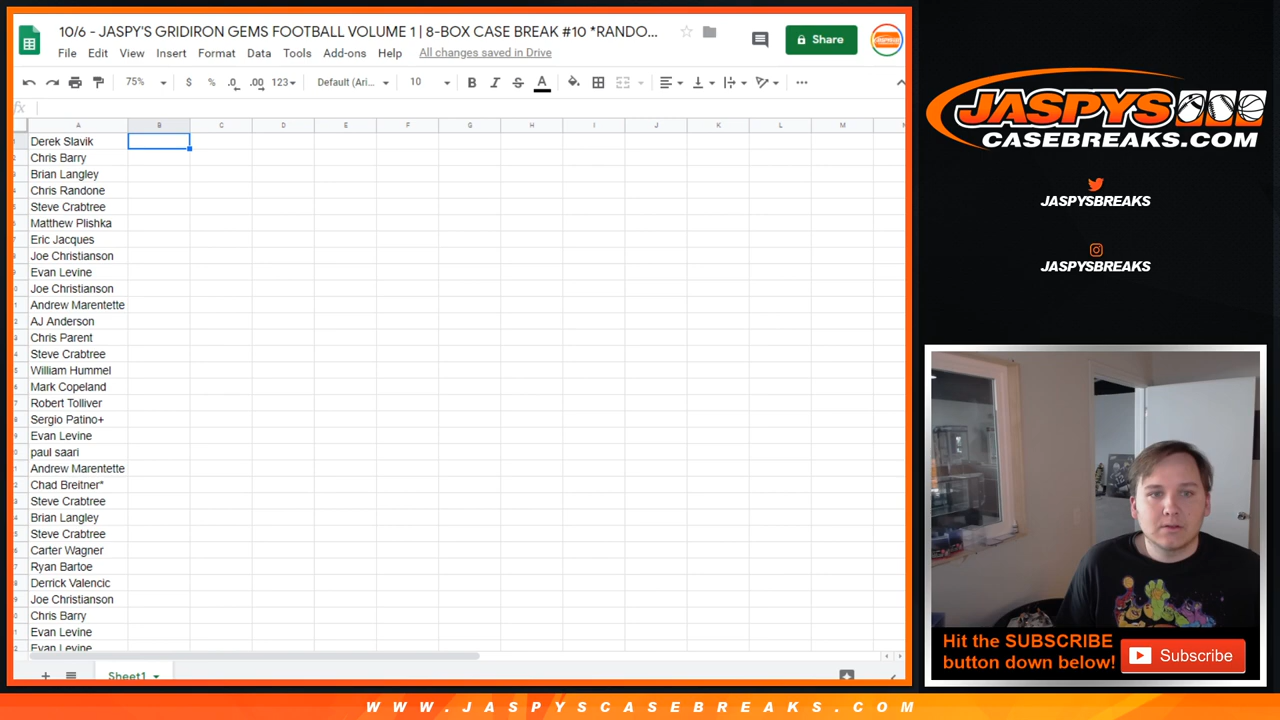 10/6 - JASPY'S GRIDIRON GEMS FOOTBALL VOLUME 1 | 8-BOX CASE BREAK #10 *RANDO...
File Edit View Insert Format Data Tools Add-ons Help All changes saved in Drive
Share
75% $ % .0 .00 123 Default (Ari... 10 B I S A
fx
A B C D E F G H I J K L M N
Derek Slavik
Chris Barry
Brian Langley
Chris Randone
Steve Crabtree
Matthew Plishka
Eric Jacques
Joe Christianson
Evan Levine
Joe Christianson
Andrew Marentette
AJ Anderson
Chris Parent
Steve Crabtree
William Hummel
Mark Copeland
Robert Tolliver
Sergio Patino+
Evan Levine
paul saari
Andrew Marentette
Chad Breitner*
Steve Crabtree
Brian Langley
Steve Crabtree
Carter Wagner
Ryan Bartoe
Derrick Valencic
Joe Christianson
Chris Barry
Evan Levine
Evan Levine
Sheet1
JASPYS
CASEBREAKS.COM
JASPYSBREAKS
JASPYSBREAKS
Hit the SUBSCRIBE
button down below!
Subscribe
WWW.JASPYSCASEBREAKS.COM